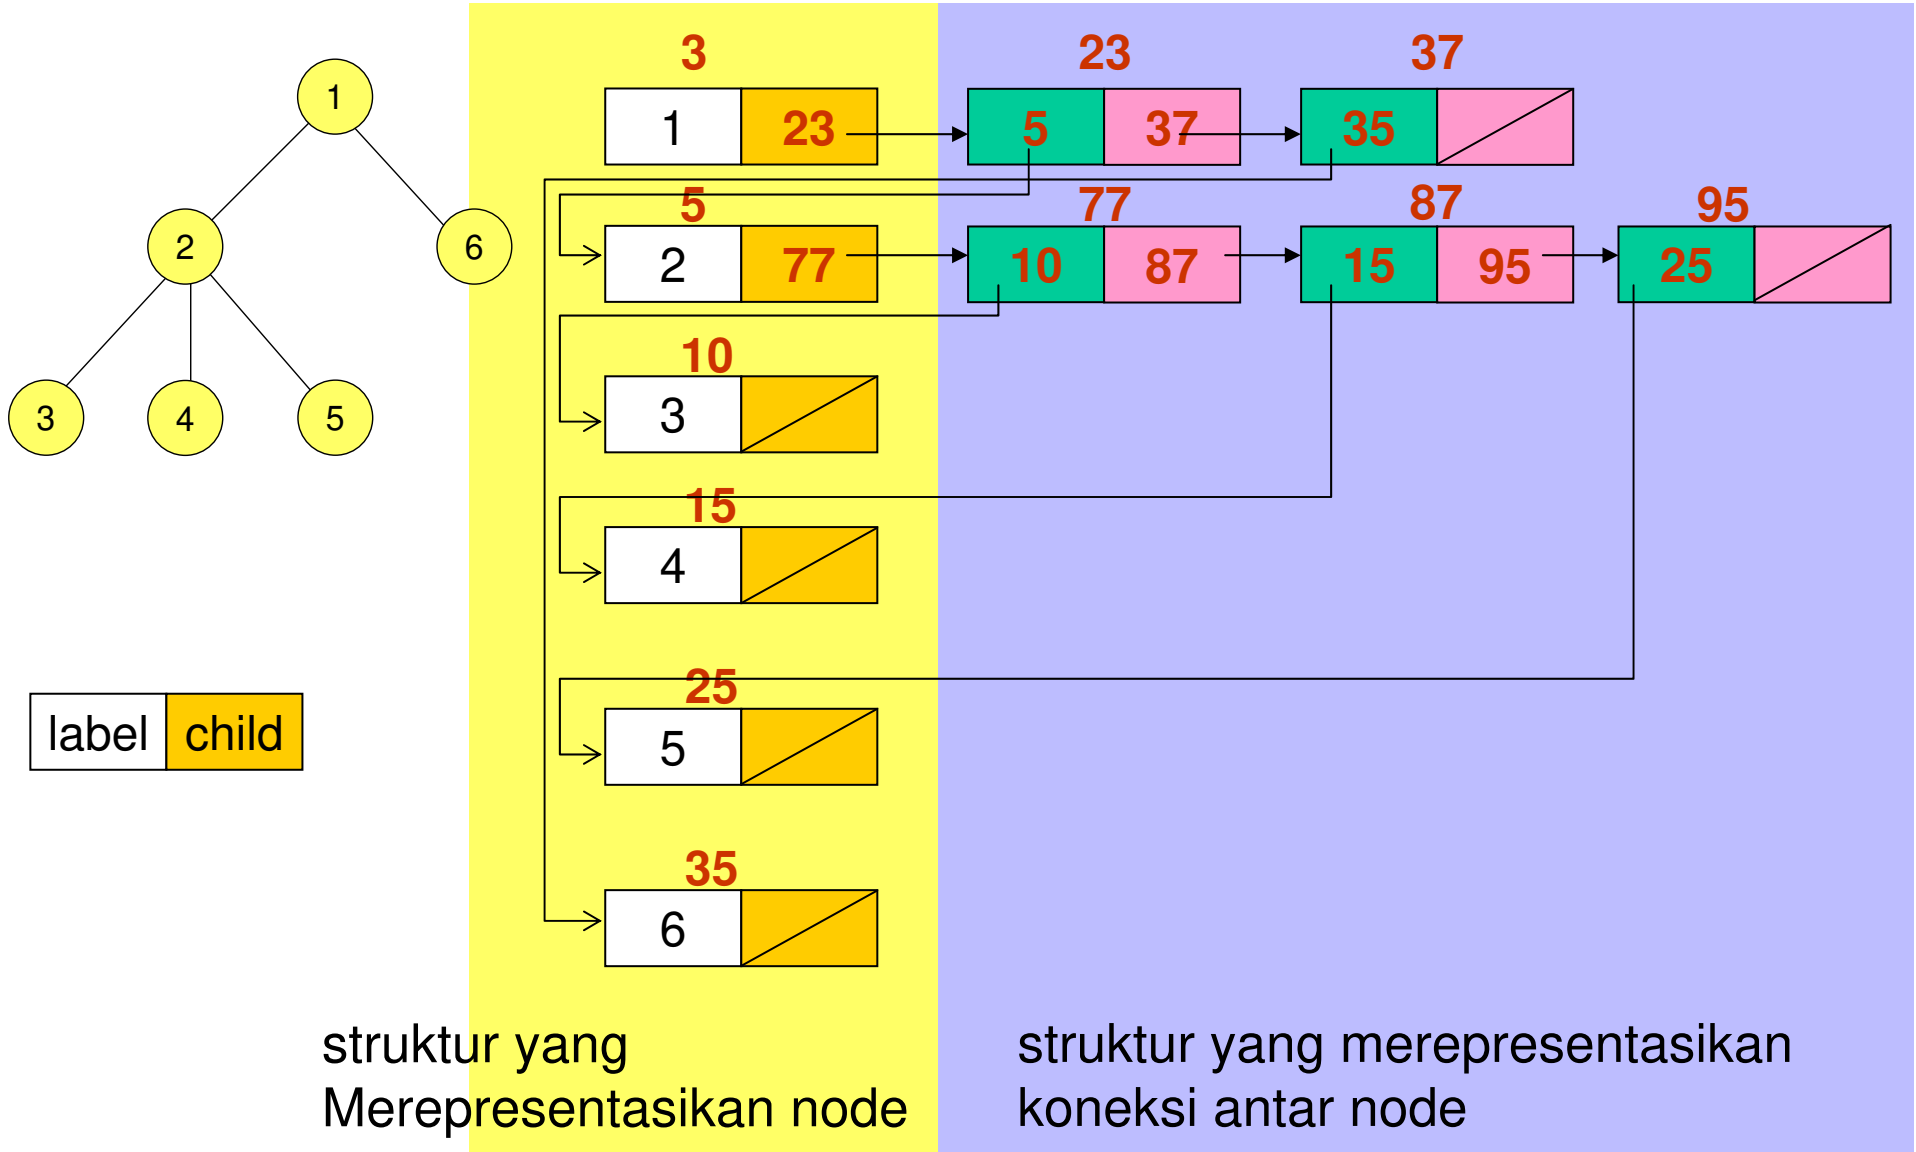 3 23 37
1 1 23 5 37 35
5 77 87 95
2 6 2 77 10 87 15 95 25
10
3 4 5 3
15
4
25
label child 5
35
6
struktur yang
Merepresentasikan node
struktur yang merepresentasikan
koneksi antar node